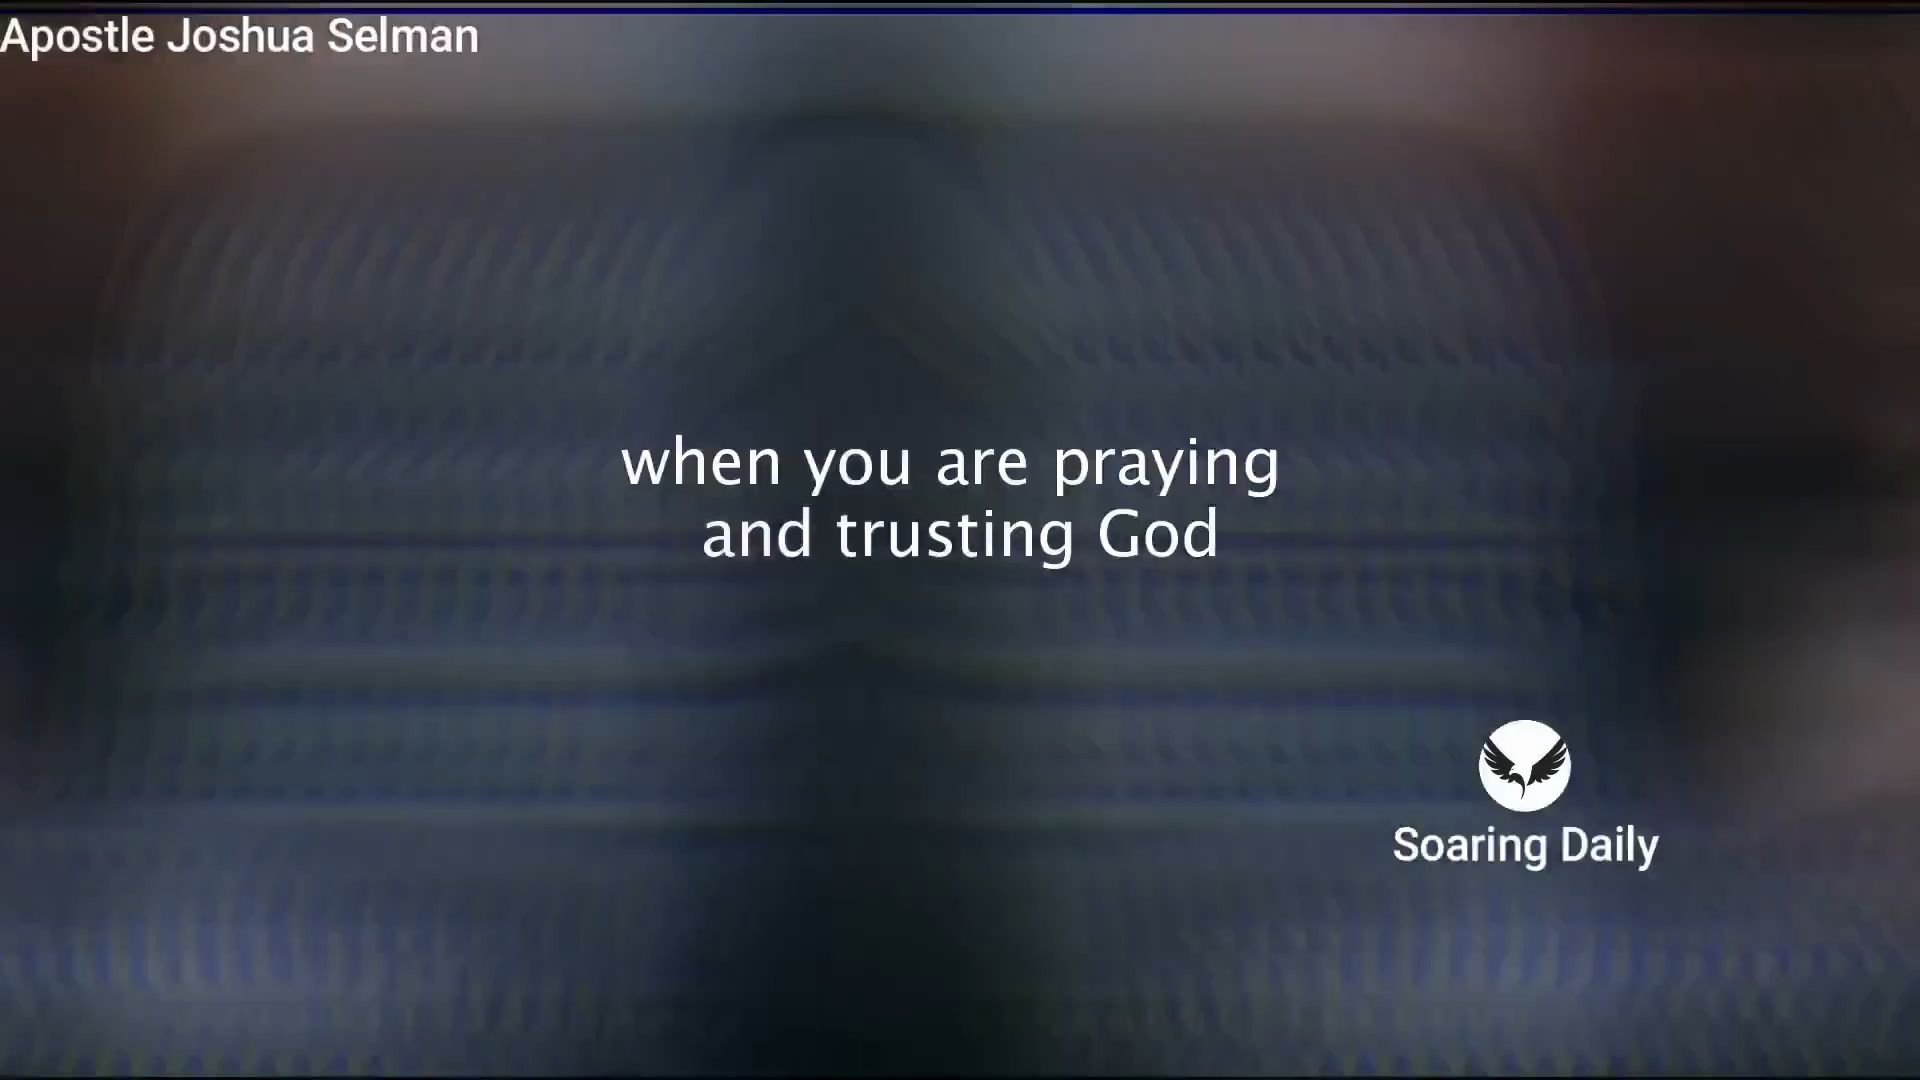 Apostle Joshua Selman
when you are praying
and trusting God
Soaring Daily